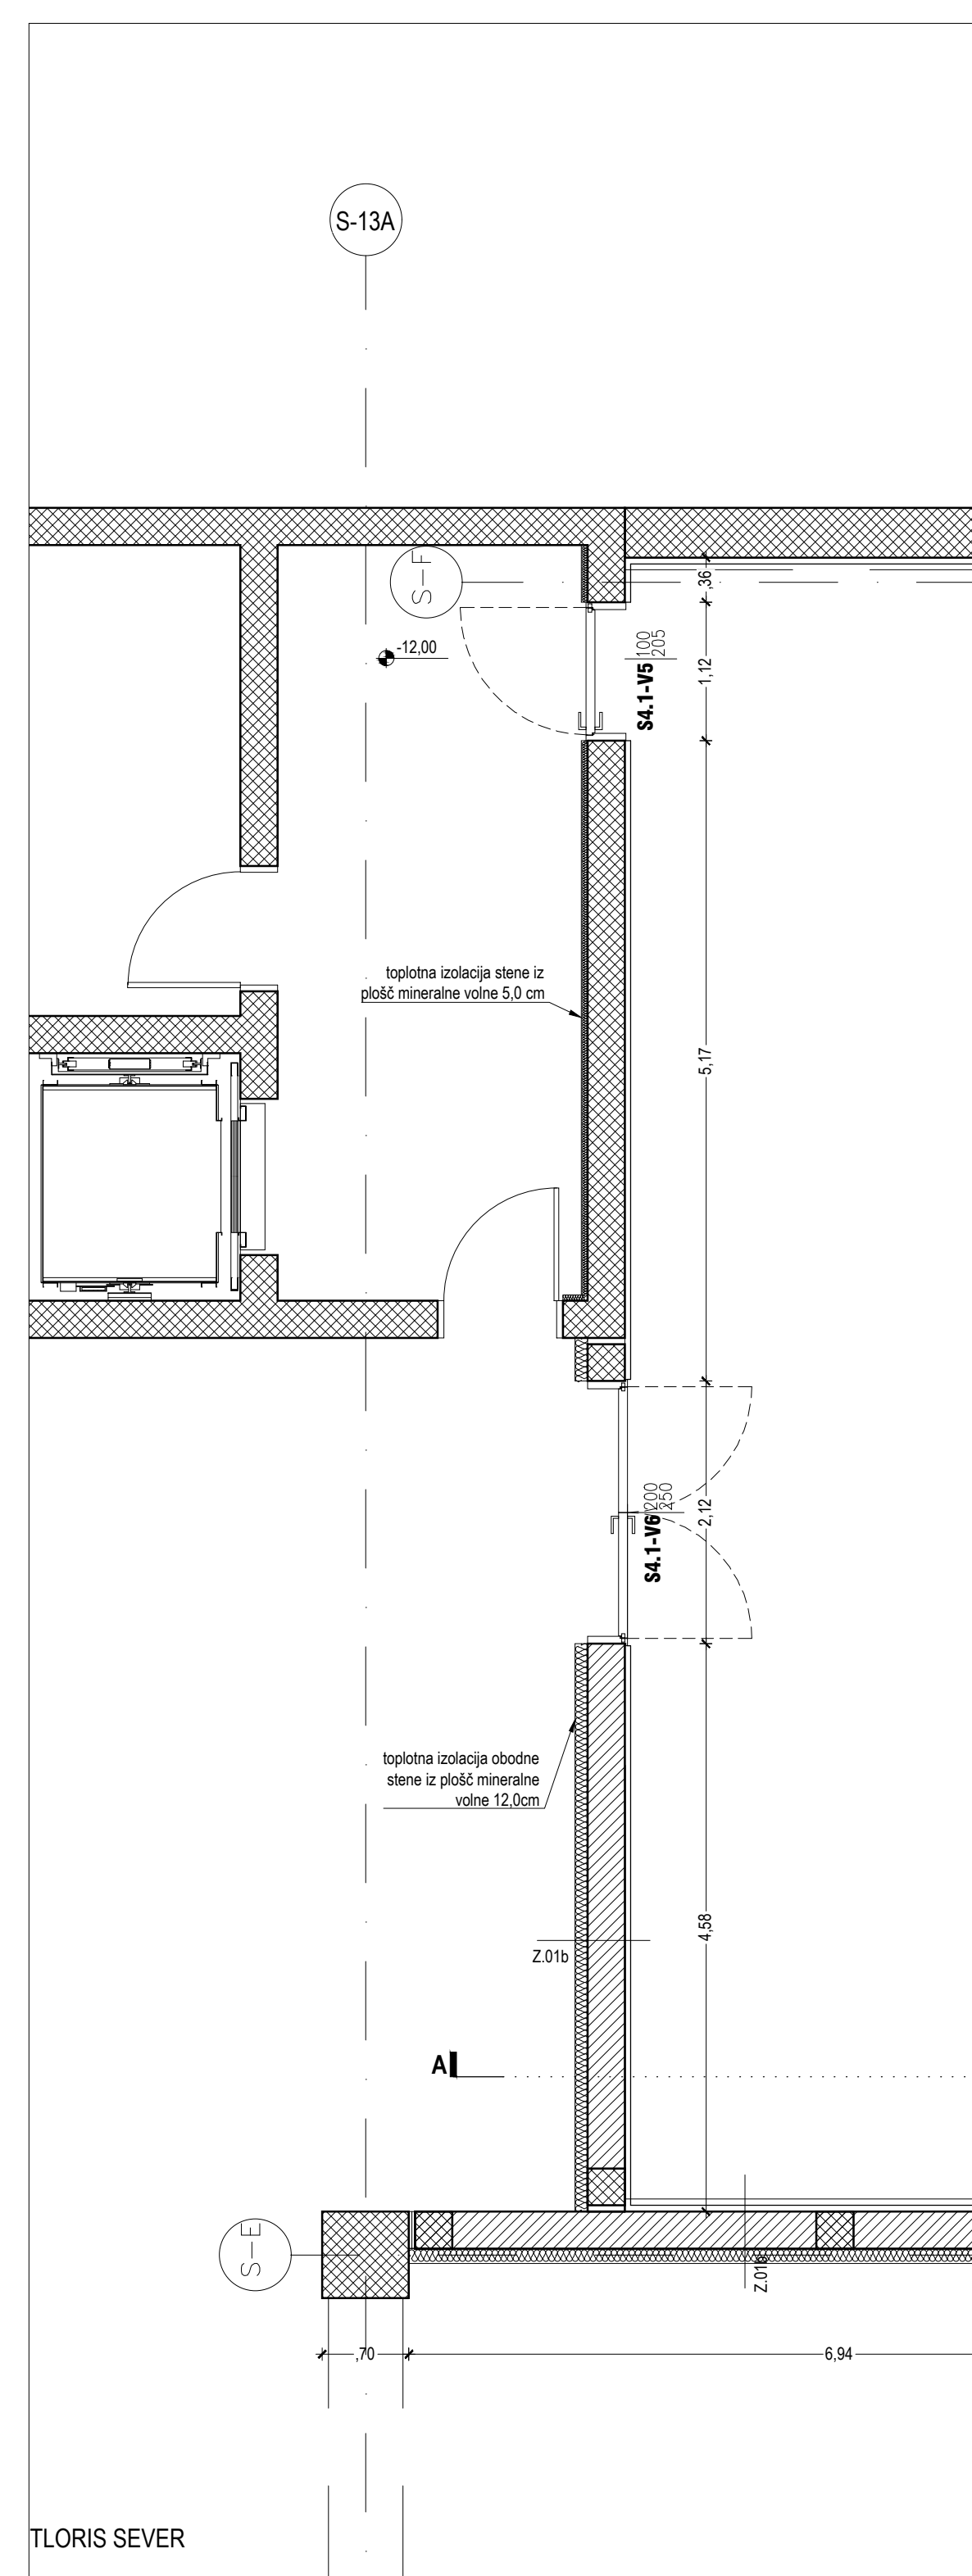 S-13A
S-F
,36
-12,00
100
205
S4.1-V5
1,12
toplotna izolacija stene iz
plošč mineralne volne 5,0 cm
5,17
200
250
S4.1-V6
2,12
toplotna izolacija obodne
stene iz plošč mineralne
volne 12,0cm
4,58
Z.01b
A
S-E
Z.01b
,70
6,94
TLORIS SEVER